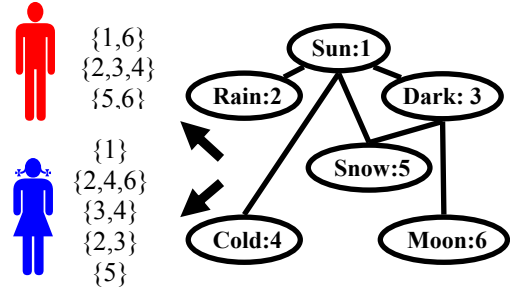 {1,6}
{2,3,4}
{5,6}
{1}
{2,4,6}
{3,4}
{2,3}
{5}
Sun:1
Rain:2
Dark: 3
Snow:5
Cold:4
Moon:6